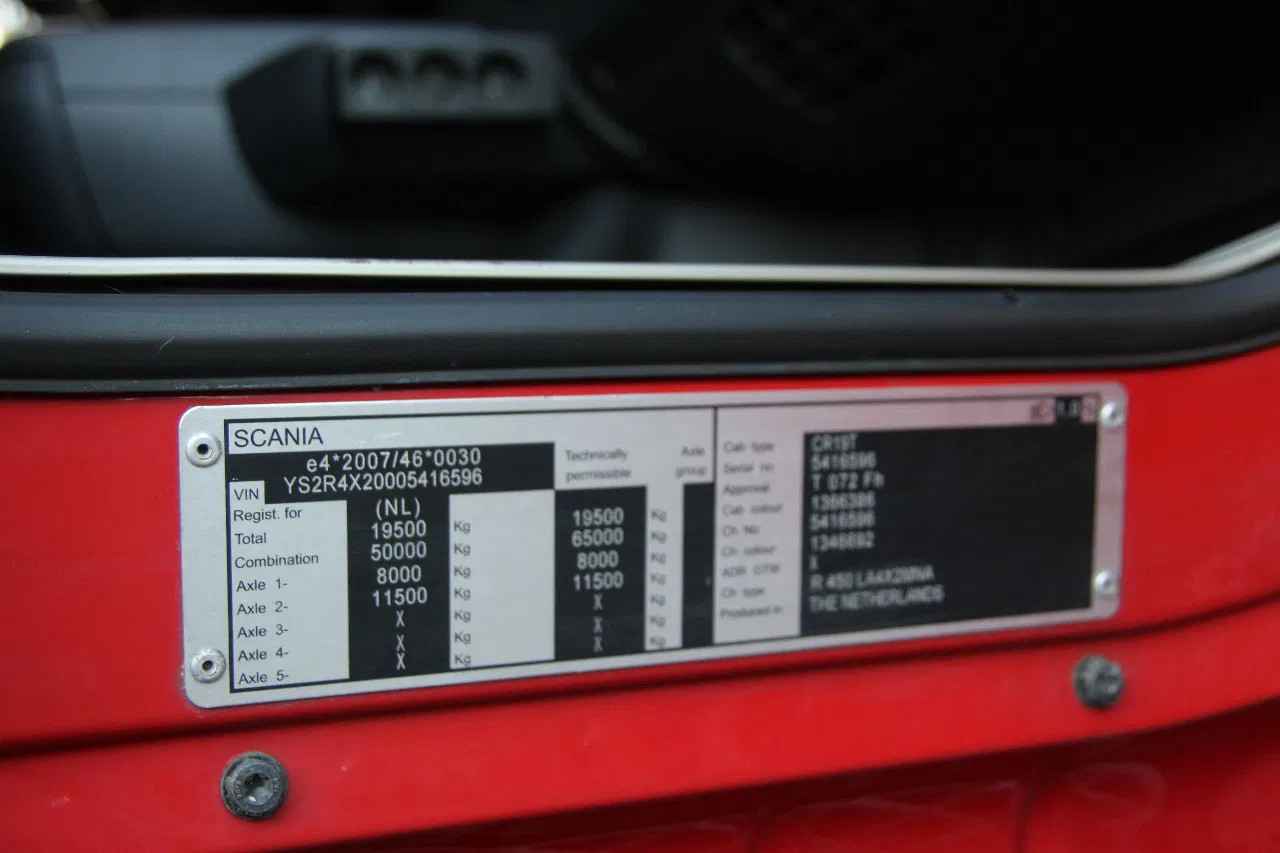 SCANIA
e4*2007/46*0030
VIN YS2R4X20005416596
Regist. for (NL)
Total 19500 Kg
Combination 50000 Kg
Axle 1- 8000 Kg
Axle 2- 11500 Kg
Axle 3- X Kg
Axle 4- X Kg
Axle 5- X Kg
Technically permissible
Axle group
19500 Kg
65000 Kg
8000 Kg
11500 Kg
X Kg
X Kg
X
Cab type CR19T
Serial no 5416596
Approval T 072 Fh
Cab colour 1366386
Ch No 5416596
Ch colour 1346692
ADR GTW X
Ch type R 450 LA4X2MNA
Produced in THE NETHERLANDS